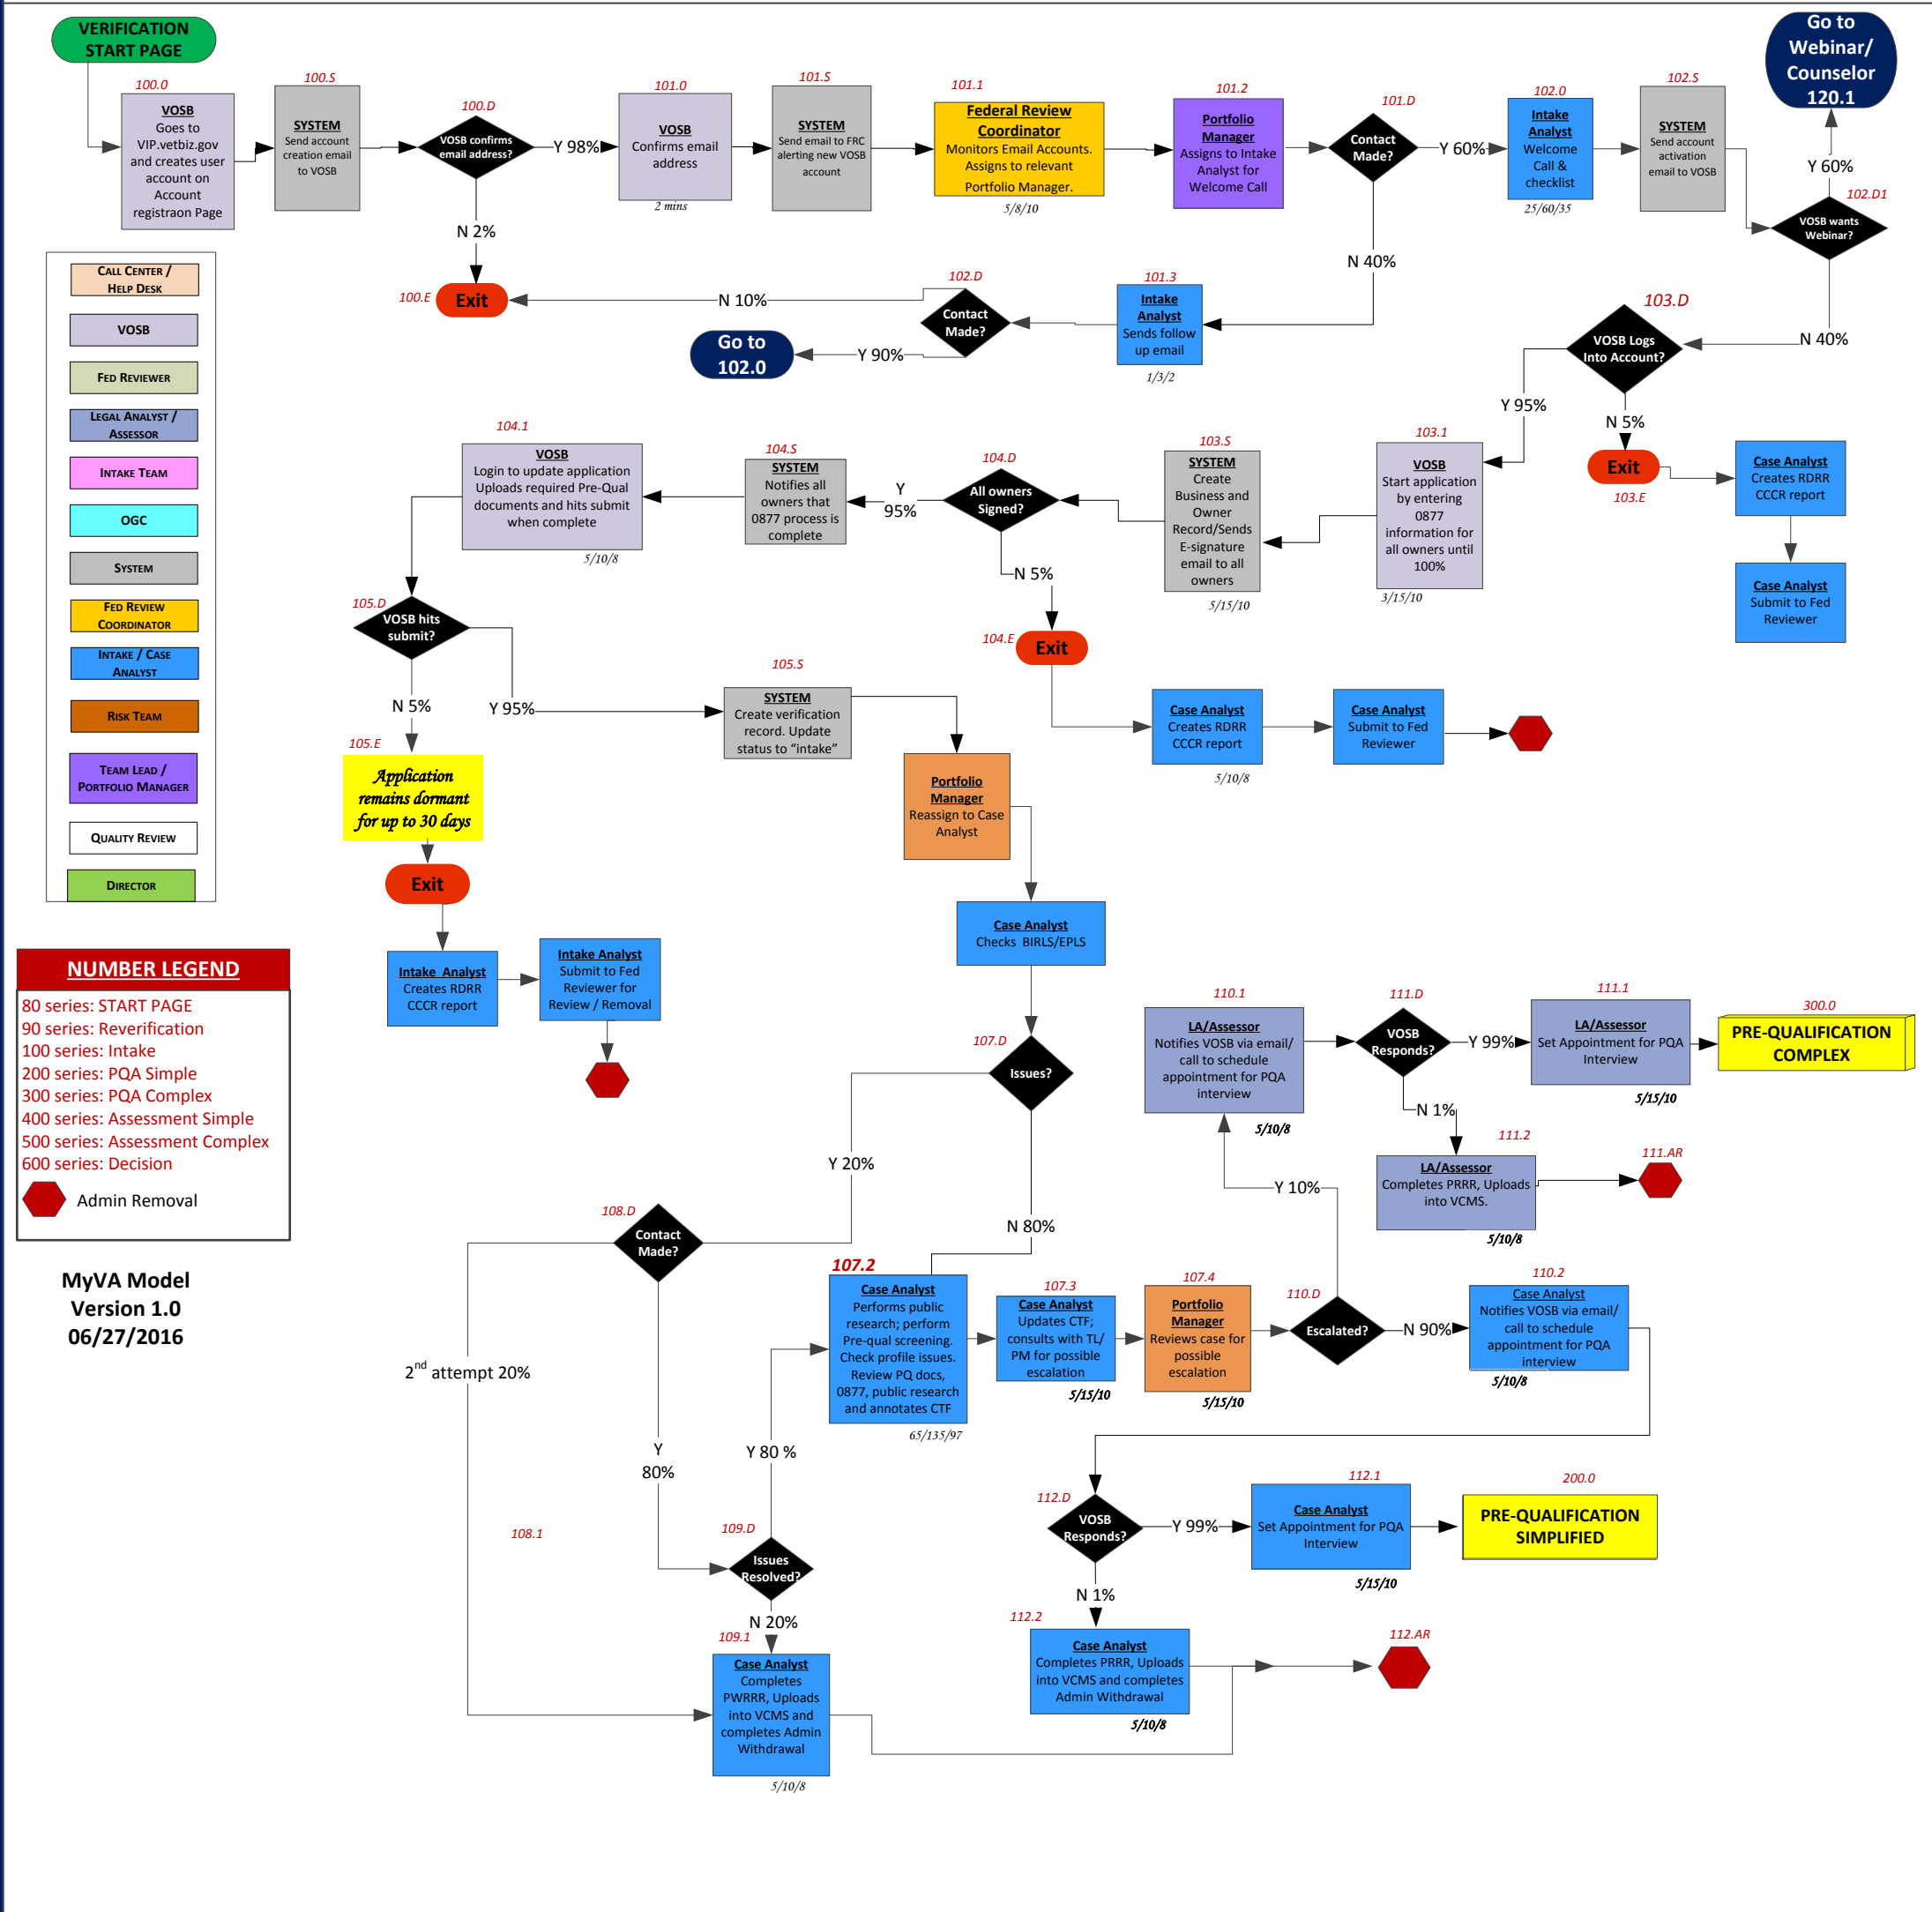 VERIFICATION
START PAGE
Go to
Webinar/
Counselor
120.1
100.0
VOSB
Goes to
VIP.vetbiz.gov
and creates user
account on
Account
registraon Page
100.S
SYSTEM
Send account
creation email
to VOSB
100.D
VOSB confirms
email address?
Y 98%
N 2%
101.0
VOSB
Confirms email
address
2 mins
101.S
SYSTEM
Send email to FRC
alerting new VOSB
account
101.1
Federal Review
Coordinator
Monitors Email Accounts.
Assigns to relevant
Portfolio Manager.
5/8/10
101.2
Portfolio
Manager
Assigns to Intake
Analyst for
Welcome Call
101.D
Contact
Made?
Y 60%
N 40%
102.0
Intake
Analyst
Welcome
Call &
checklist
25/60/35
102.S
SYSTEM
Send account
activation
email to VOSB
Y 60%
102.D1
VOSB wants
Webinar?
N 40%
100.E
Exit
N 10%
102.D
Contact
Made?
Y 90%
Go to
102.0
101.3
Intake
Analyst
Sends follow
up email
1/3/2
103.D
VOSB Logs
Into Account?
Y 95%
N 5%
Exit
103.E
Case Analyst
Creates RDRR
CCCR report
Case Analyst
Submit to Fed
Reviewer
103.1
VOSB
Start application
by entering
0877
information for
all owners until
100%
3/15/10
103.S
SYSTEM
Create
Business and
Owner
Record/Sends
E-signature
email to all
owners
5/15/10
104.D
All owners
Signed?
Y
95%
N 5%
104.S
SYSTEM
Notifies all
owners that
0877 process is
complete
104.1
VOSB
Login to update application
Uploads required Pre-Qual
documents and hits submit
when complete
5/10/8
105.D
VOSB hits
submit?
N 5%
Y 95%
104.E
Exit
Case Analyst
Creates RDRR
CCCR report
5/10/8
Case Analyst
Submit to Fed
Reviewer
105.S
SYSTEM
Create verification
record. Update
status to "intake"
105.E
Application
remains dormant
for up to 30 days
Exit
Intake Analyst
Creates RDRR
CCCR report
Intake Analyst
Submit to Fed
Reviewer for
Review / Removal
Portfolio
Manager
Reassign to Case
Analyst
Case Analyst
Checks BIRLS/EPLS
107.D
Issues?
Y 20%
N 80%
CALL CENTER /
HELP DESK
VOSB
FED REVIEWER
LEGAL ANALYST /
ASSESSOR
INTAKE TEAM
OGC
SYSTEM
FED REVIEW
COORDINATOR
INTAKE / CASE
ANALYST
RISK TEAM
TEAM LEAD /
PORTFOLIO MANAGER
QUALITY REVIEW
DIRECTOR
NUMBER LEGEND
80 series: START PAGE
90 series: Reverification
100 series: Intake
200 series: PQA Simple
300 series: PQA Complex
400 series: Assessment Simple
500 series: Assessment Complex
600 series: Decision
Admin Removal
MyVA Model
Version 1.0
06/27/2016
110.1
LA/Assessor
Notifies VOSB via email/
call to schedule
appointment for PQA
interview
5/10/8
111.D
VOSB
Responds?
Y 99%
N 1%
111.1
LA/Assessor
Set Appointment for PQA
Interview
5/15/10
300.0
PRE-QUALIFICATION
COMPLEX
111.2
LA/Assessor
Completes PRRR, Uploads
into VCMS.
5/10/8
111.AR
108.D
Contact
Made?
2nd attempt 20%
Y
80%
107.2
Case Analyst
Performs public
research; perform
Pre-qual screening.
Check profile issues.
Review PQ docs,
0877, public research
and annotates CTF
65/135/97
107.3
Case Analyst
Updates CTF;
consults with TL/
PM for possible
escalation
5/15/10
107.4
Portfolio
Manager
Reviews case for
possible
escalation
5/15/10
110.D
Escalated?
Y 10%
N 90%
110.2
Case Analyst
Notifies VOSB via email/
call to schedule
appointment for PQA
interview
5/10/8
108.1
109.D
Issues
Resolved?
Y 80 %
N 20%
109.1
Case Analyst
Completes
PWRRR, Uploads
into VCMS and
completes Admin
Withdrawal
5/10/8
112.D
VOSB
Responds?
Y 99%
N 1%
112.1
Case Analyst
Set Appointment for PQA
Interview
5/15/10
200.0
PRE-QUALIFICATION
SIMPLIFIED
112.2
Case Analyst
Completes PRRR, Uploads
into VCMS and completes
Admin Withdrawal
5/10/8
112.AR